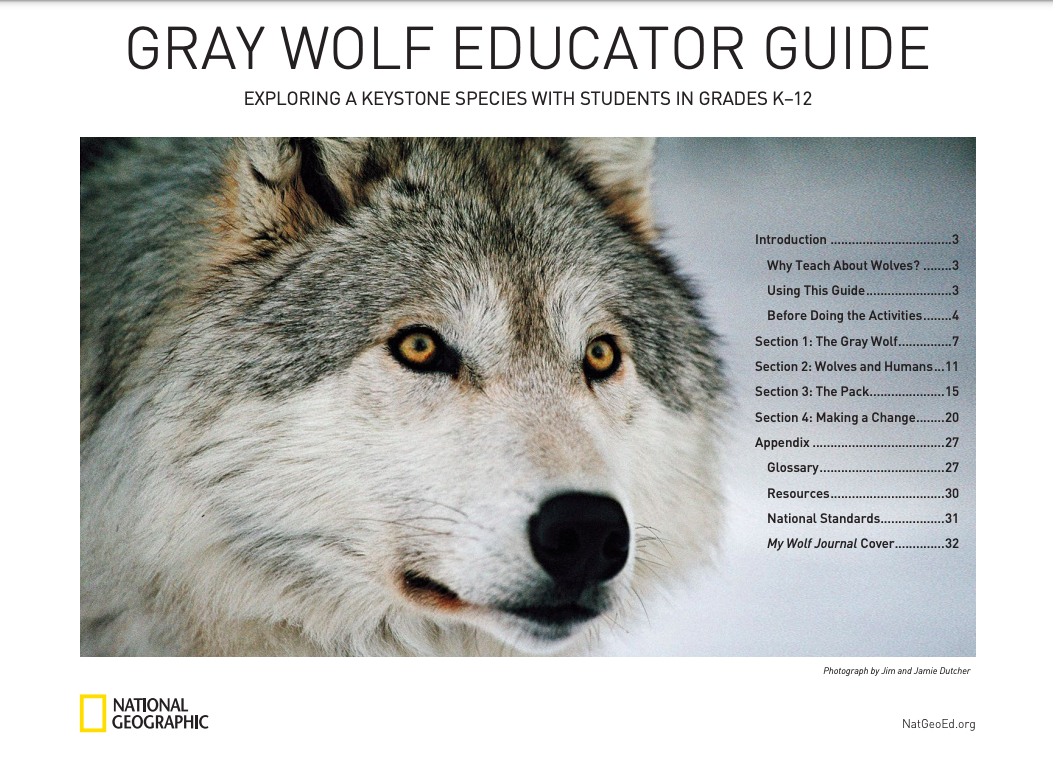 GRAY WOLF EDUCATOR GUIDE
EXPLORING A KEYSTONE SPECIES WITH STUDENTS IN GRADES K–12
Introduction ..................................3
Why Teach About Wolves? ........3
Using This Guide........................3
Before Doing the Activities........4
Section 1: The Gray Wolf...............7
Section 2: Wolves and Humans...11
Section 3: The Pack.....................15
Section 4: Making a Change........20
Appendix .....................................27
Glossary...................................27
Resources................................30
National Standards..................31
My Wolf Journal Cover..............32
Photograph by Jim and Jamie Dutcher
NATIONAL
GEOGRAPHIC
NatGeoEd.org